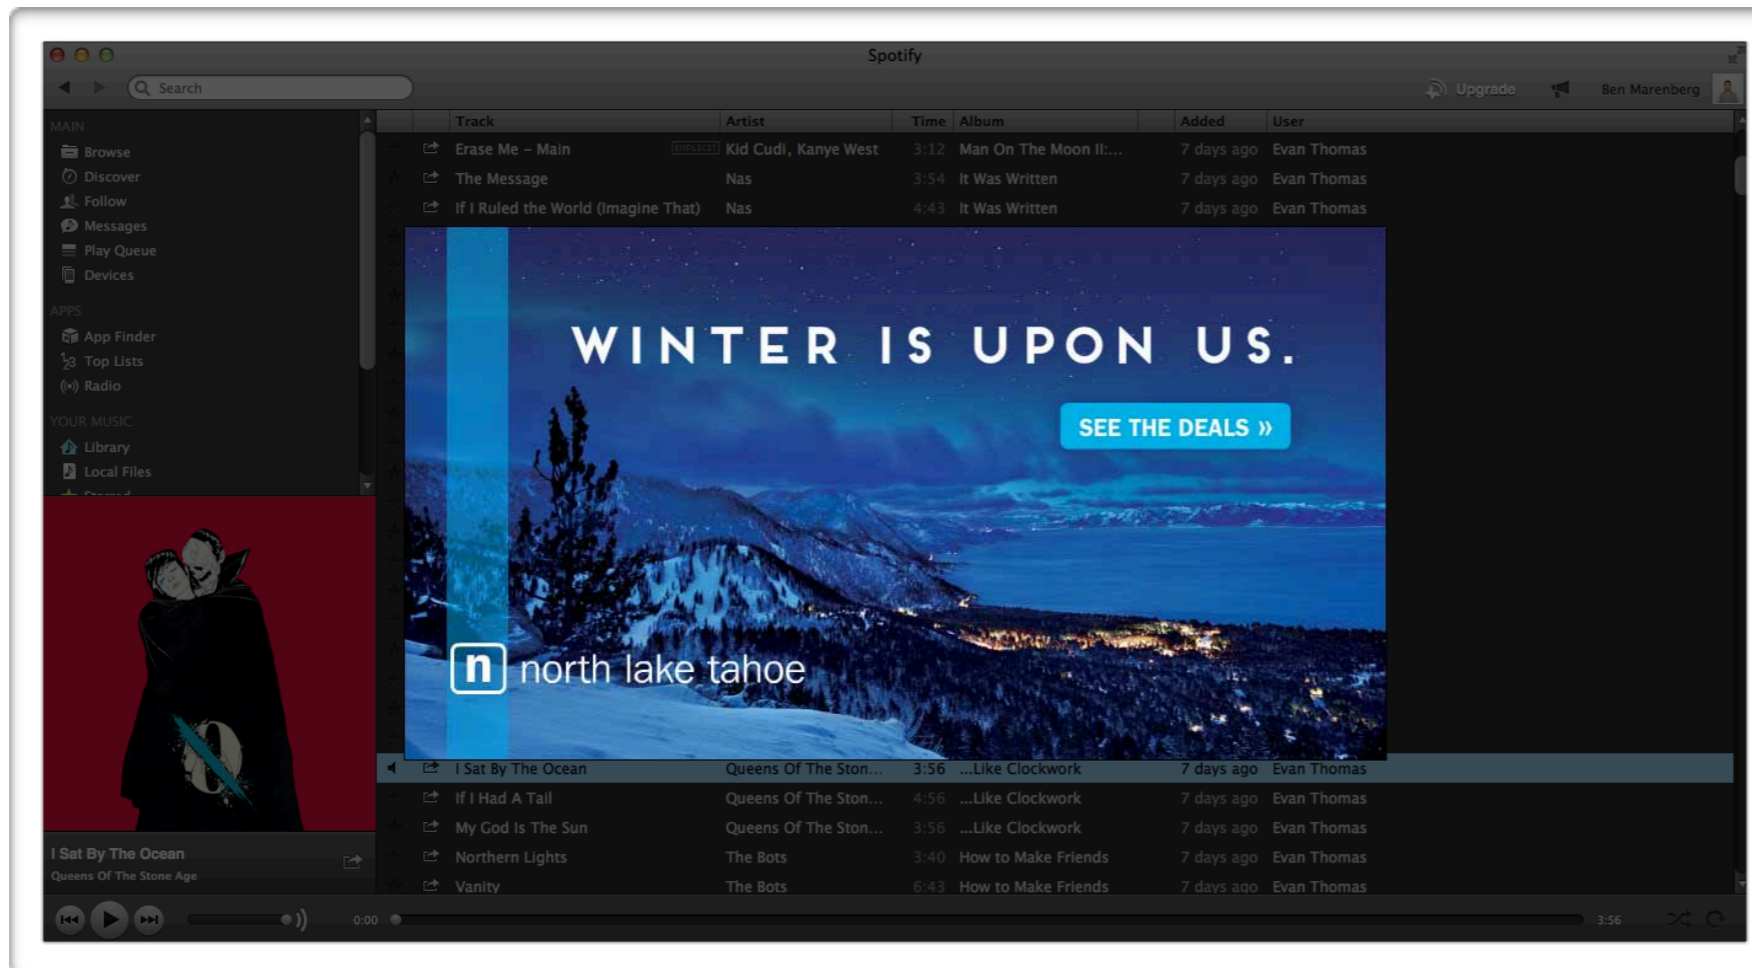 Spotify
Search
Upgrade
Ben Marenberg
MAIN
Browse
Discover
Follow
Messages
Play Queue
Devices
APPS
App Finder
Top Lists
Radio
YOUR MUSIC
Library
Local Files
Starred
I Sat By The Ocean
Queens Of The Stone Age
Track Artist Time Album Added User
Erase Me – Main EXPLICIT Kid Cudi, Kanye West 3:12 Man On The Moon II:... 7 days ago Evan Thomas
The Message Nas 3:54 It Was Written 7 days ago Evan Thomas
If I Ruled the World (Imagine That) Nas 4:43 It Was Written 7 days ago Evan Thomas
WINTER IS UPON US.
SEE THE DEALS »
n north lake tahoe
I Sat By The Ocean Queens Of The Ston... 3:56 ...Like Clockwork 7 days ago Evan Thomas
If I Had A Tail Queens Of The Ston... 4:56 ...Like Clockwork 7 days ago Evan Thomas
My God Is The Sun Queens Of The Ston... 3:56 ...Like Clockwork 7 days ago Evan Thomas
Northern Lights The Bots 3:40 How to Make Friends 7 days ago Evan Thomas
Vanity The Bots 6:43 How to Make Friends 7 days ago Evan Thomas
0:00 3:56